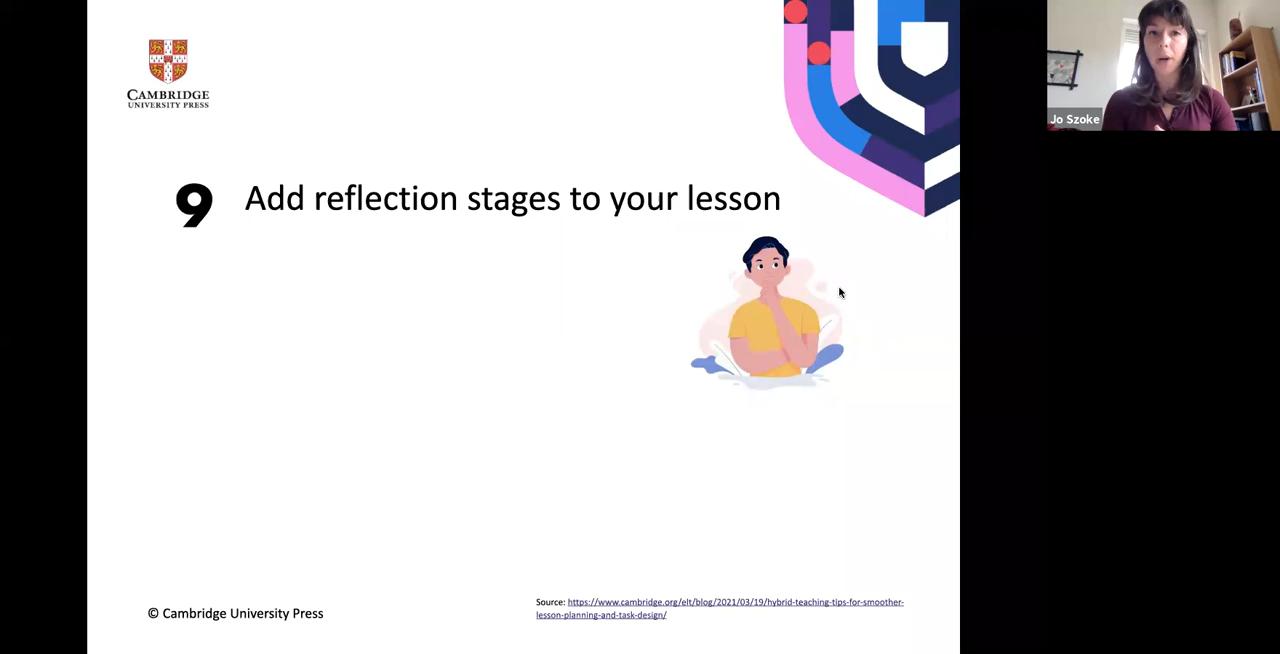 CAMBRIDGE
UNIVERSITY PRESS
9 Add reflection stages to your lesson
Jo Szoke
© Cambridge University Press
Source: https://www.cambridge.org/elt/blog/2021/03/19/hybrid-teaching-tips-for-smoother-
lesson-planning-and-task-design/